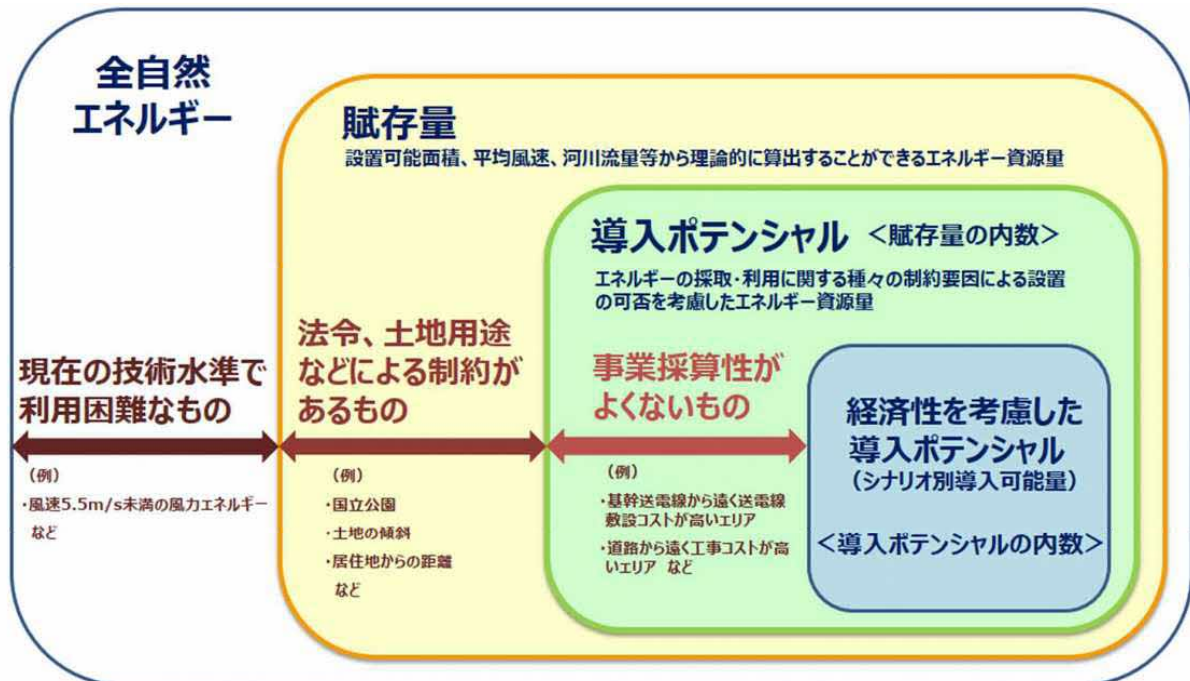 全自然
エネルギー
賦存量
設置可能面積、平均風速、河川流量等から理論的に算出することができるエネルギー資源量
導入ポテンシャル <賦存量の内数>
エネルギーの採取・利用に関する種々の制約要因による設置
の可否を考慮したエネルギー資源量
現在の技術水準で
利用困難なもの
(例)
・風速5.5m/s未満の風力エネルギー
など
法令、土地用途
などによる制約が
あるもの
(例)
・国立公園
・土地の傾斜
・居住地からの距離
など
事業採算性が
よくないもの
(例)
・基幹送電線から遠く送電線
敷設コストが高いエリア
・道路から遠く工事コストが高
いエリア など
経済性を考慮した
導入ポテンシャル
(シナリオ別導入可能量)
<導入ポテンシャルの内数>